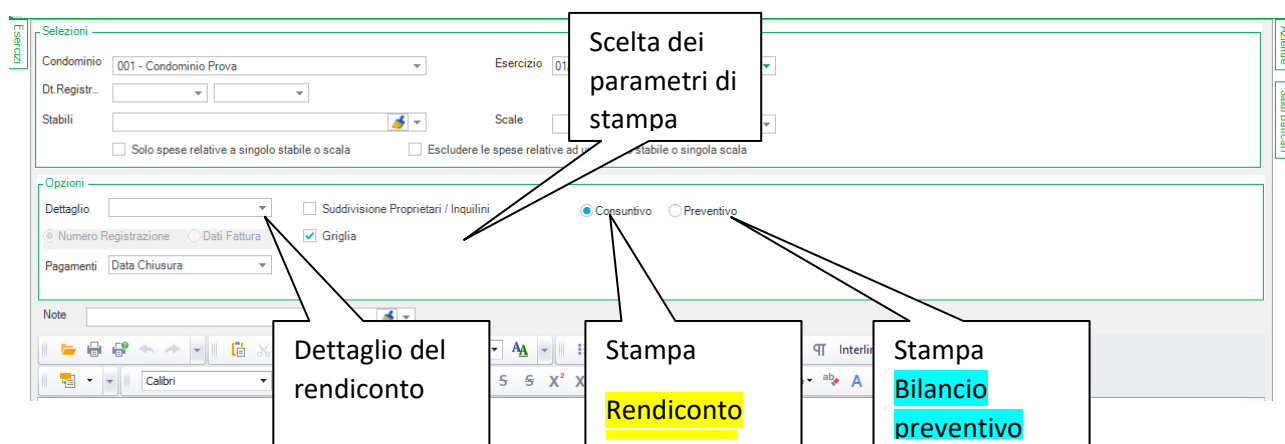 Esercizi
Selezioni
Condominio 001 - Condominio Prova Esercizio 01
Dt.Registr...
Stabili Scale
Solo spese relative a singolo stabile o scala Escludere le spese relative ad stabile o singola scala
Scelta dei
parametri di
stampa
Aziende
Opzioni
Dettaglio Suddivisione Proprietari / Inquilini Consuntivo Preventivo
Numero Registrazione Dati Fattura Griglia
Pagamenti Data Chiusura
Note
Dettaglio del
rendiconto
Stampa
Rendiconto
Stampa
Bilancio
preventivo
Calibri